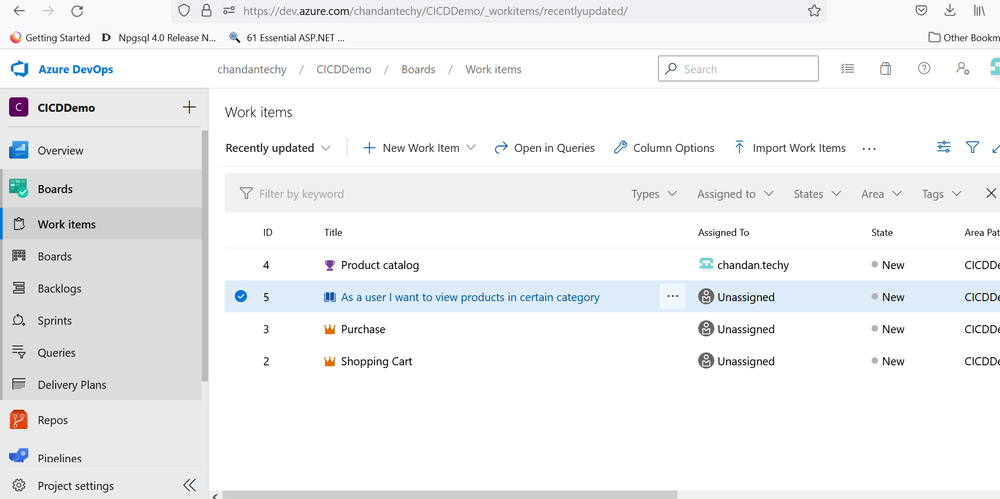 https://dev.azure.com/chandantechy/CICDDemo/_workitems/recentlyupdated/
Getting Started D Npgsql 4.0 Release N... 61 Essential ASP.NET ... Other Bookm
Azure DevOps chandantechy / CICDDemo / Boards / Work items Search
C CICDDemo
Work items
Overview
Recently updated New Work Item Open in Queries Column Options Import Work Items
Boards
Filter by keyword Types Assigned to States Area Tags
Work items
ID Title Assigned To State Area Pat
Boards
4 Product catalog chandan.techy New CICDDe
Backlogs
5 As a user I want to view products in certain category Unassigned New CICDDe
Sprints
3 Purchase Unassigned New CICDDe
Queries
2 Shopping Cart Unassigned New CICDDe
Delivery Plans
Repos
Pipelines
Project settings